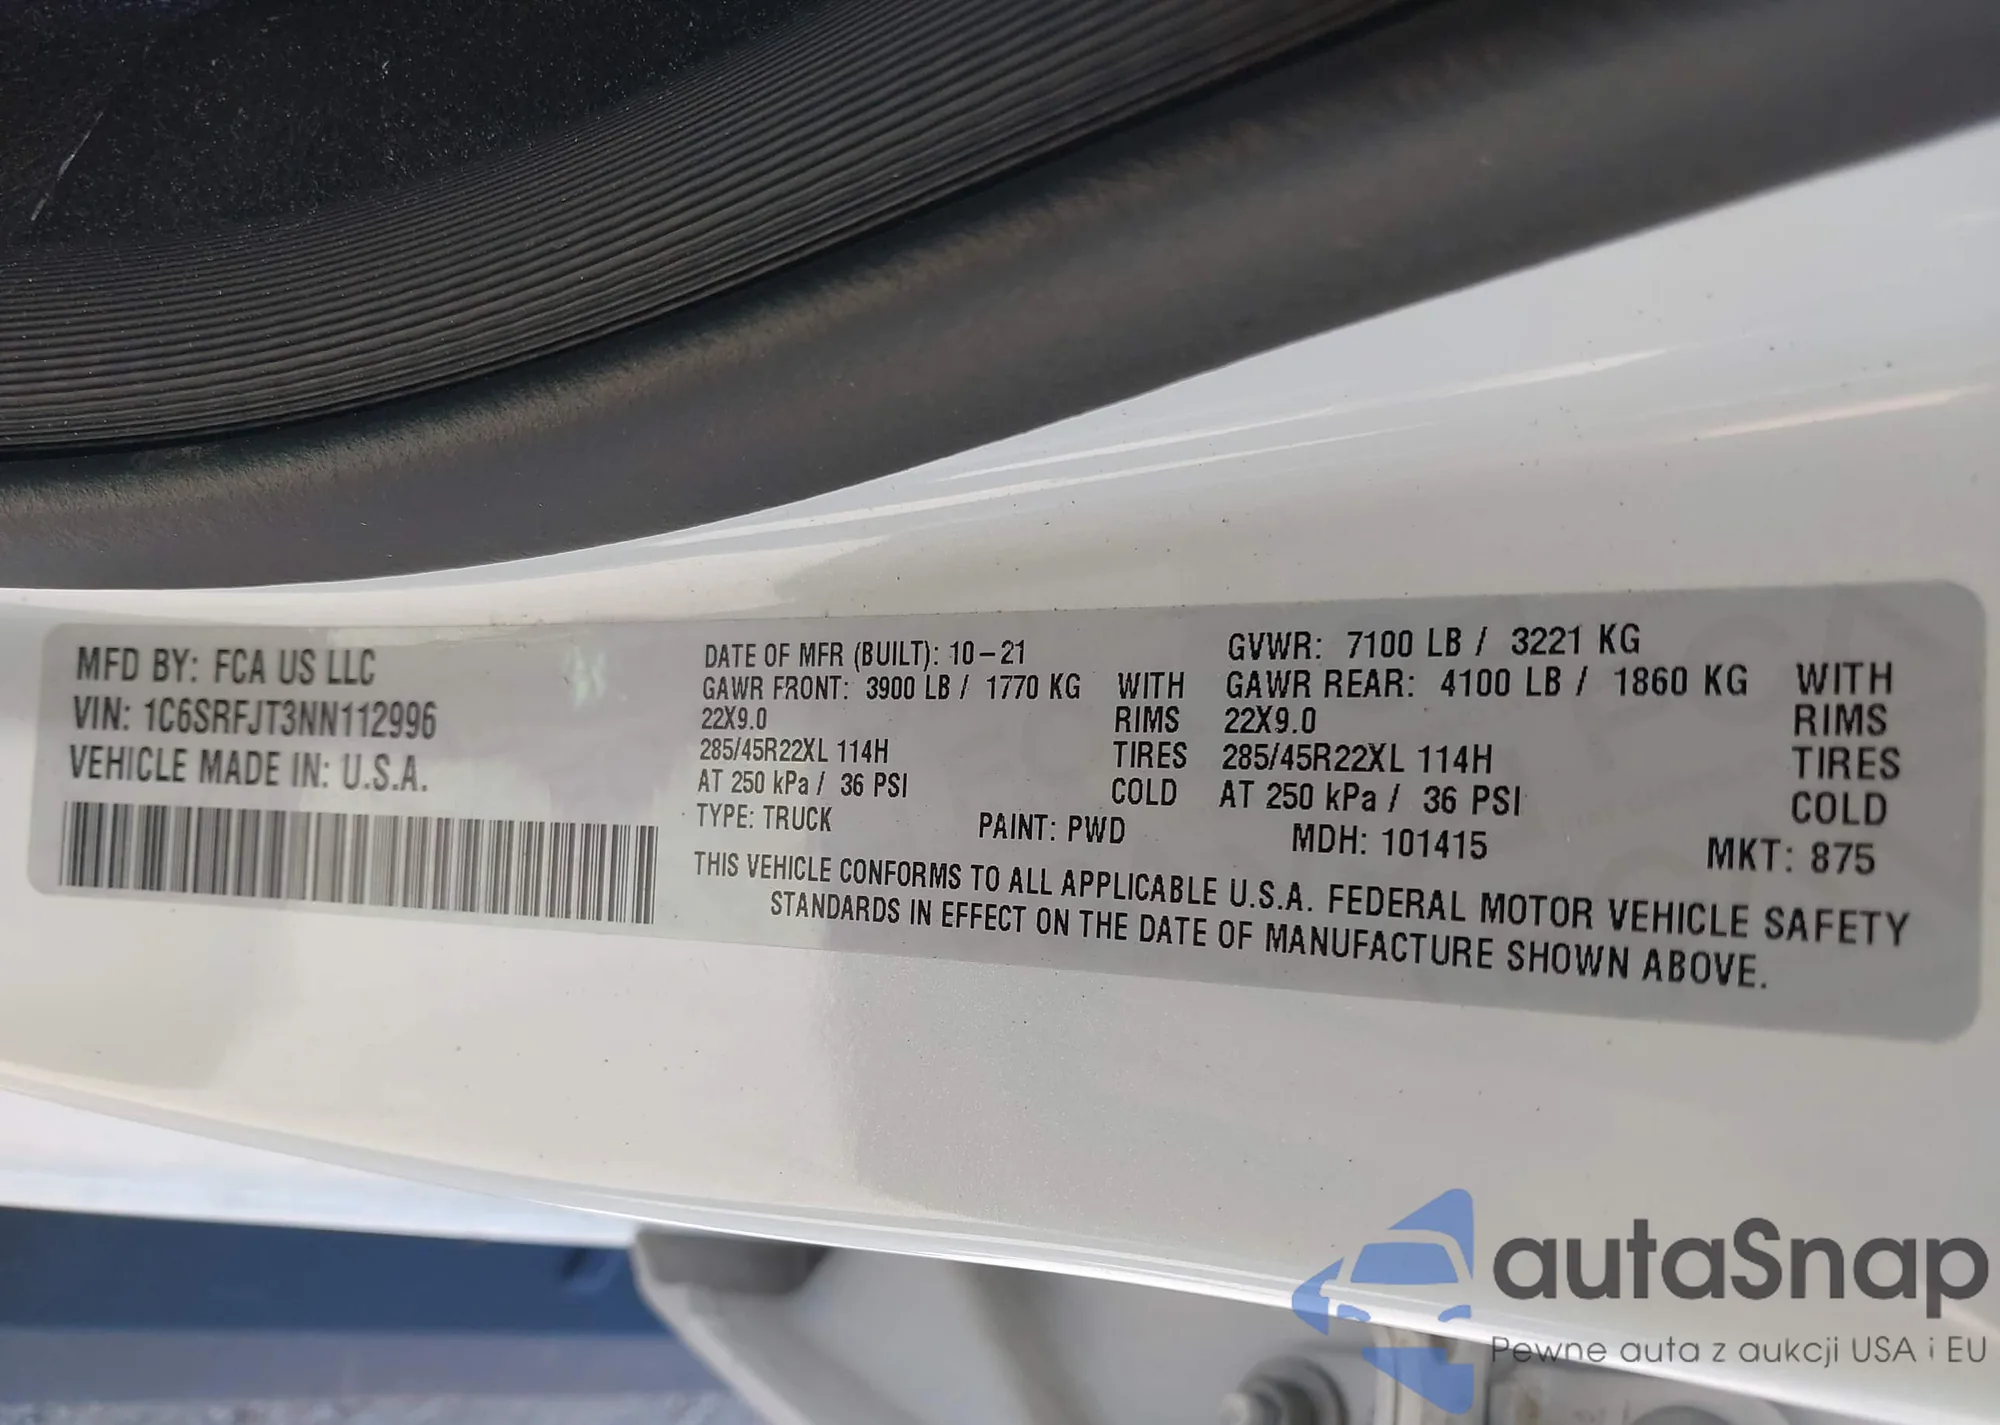 MFD BY: FCA US LLC
VIN: 1C6SRFJT3NN112996
VEHICLE MADE IN: U.S.A.
DATE OF MFR (BUILT): 10-21 GVWR: 7100 LB / 3221 KG
GAWR FRONT: 3900 LB / 1770 KG WITH GAWR REAR: 4100 LB / 1860 KG WITH
22X9.0 RIMS 22X9.0 RIMS
285/45R22XL 114H TIRES 285/45R22XL 114H TIRES
AT 250 kPa / 36 PSI COLD AT 250 kPa / 36 PSI COLD
TYPE: TRUCK PAINT: PWD MDH: 101415 MKT: 875
THIS VEHICLE CONFORMS TO ALL APPLICABLE U.S.A. FEDERAL MOTOR VEHICLE SAFETY
STANDARDS IN EFFECT ON THE DATE OF MANUFACTURE SHOWN ABOVE.
autaSnap
Pewne auta z aukcji USA i EU